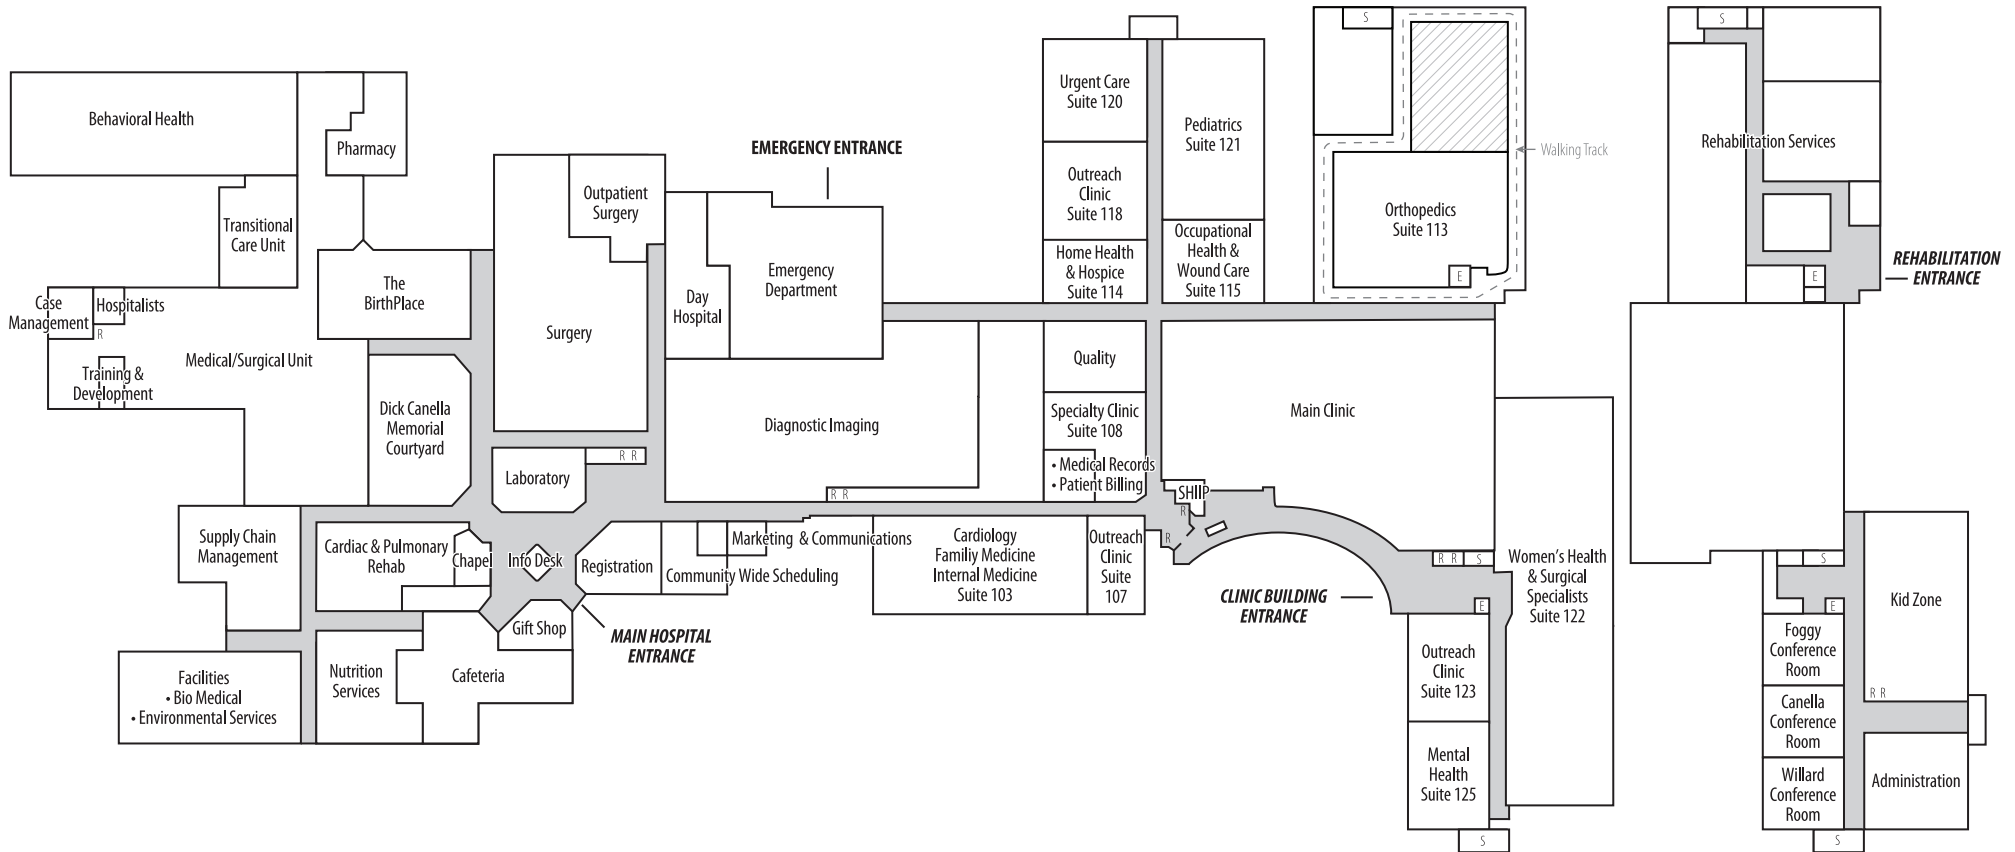 Behavioral Health
Pharmacy
Transitional
Care Unit
The
BirthPlace
Case
Management
Hospitalists
R
Medical/Surgical Unit
Training &
Development
Dick Canella
Memorial
Courtyard
Supply Chain
Management
Cardiac & Pulmonary
Rehab
Chapel
Info Desk
Registration
Facilities
• Bio Medical
• Environmental Services
Nutrition
Services
Cafeteria
Gift Shop
MAIN HOSPITAL
ENTRANCE
Outpatient
Surgery
Surgery
Laboratory
R R
EMERGENCY ENTRANCE
Day
Hospital
Emergency
Department
Diagnostic Imaging
R R
Marketing & Communications
Community Wide Scheduling
Cardiology
Familiy Medicine
Internal Medicine
Suite 103
Outreach
Clinic
Suite
107
Urgent Care
Suite 120
Outreach
Clinic
Suite 118
Home Health
& Hospice
Suite 114
Pediatrics
Suite 121
Occupational
Health &
Wound Care
Suite 115
Quality
Specialty Clinic
Suite 108
• Medical Records
• Patient Billing
SHIIP
R
R
Main Clinic
S
Walking Track
Orthopedics
Suite 113
E
CLINIC BUILDING
ENTRANCE
R R
S
E
Women's Health
& Surgical
Specialists
Suite 122
Outreach
Clinic
Suite 123
Mental
Health
Suite 125
S
S
Rehabilitation Services
E
REHABILITATION
ENTRANCE
S
E
Kid Zone
R R
Foggy
Conference
Room
Canella
Conference
Room
Willard
Conference
Room
Administration
S